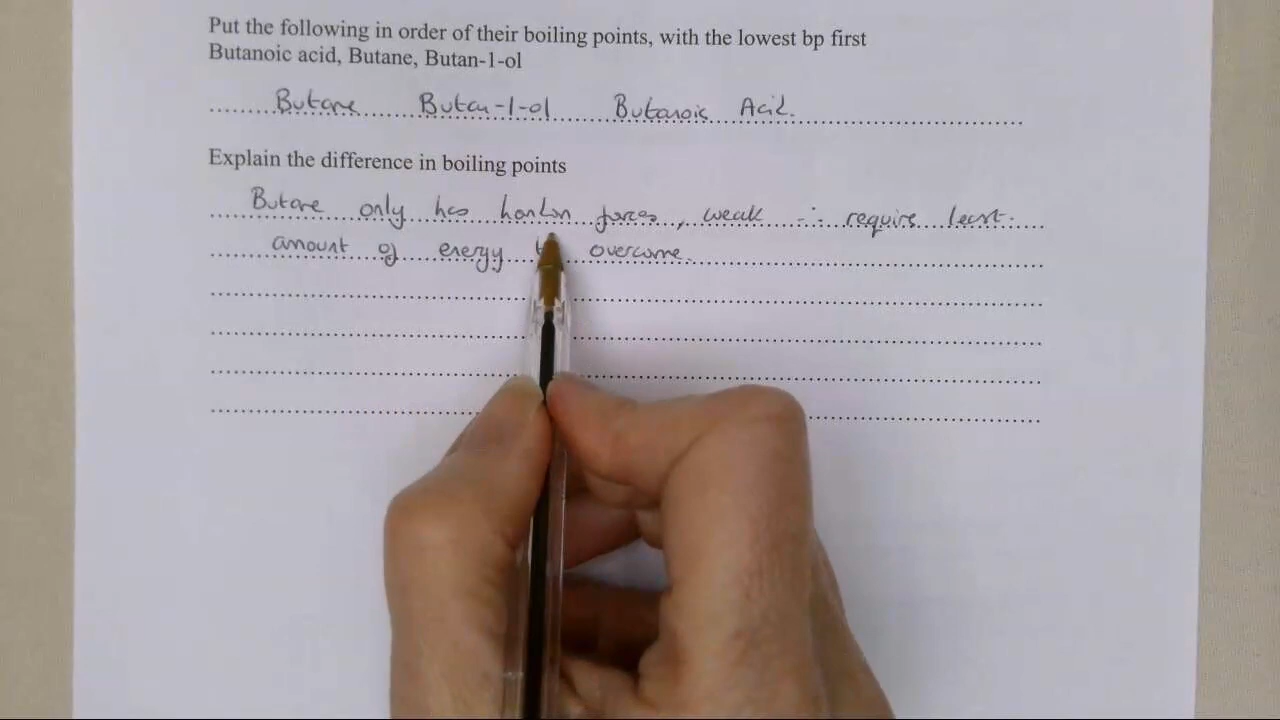 Put the following in order of their boiling points, with the lowest bp first
Butanoic acid, Butane, Butan-1-ol
Butane Butan-1-ol Butanoic Acid.
Explain the difference in boiling points
Butane only has London forces, weak ∴ require least
amount of energy overcome.